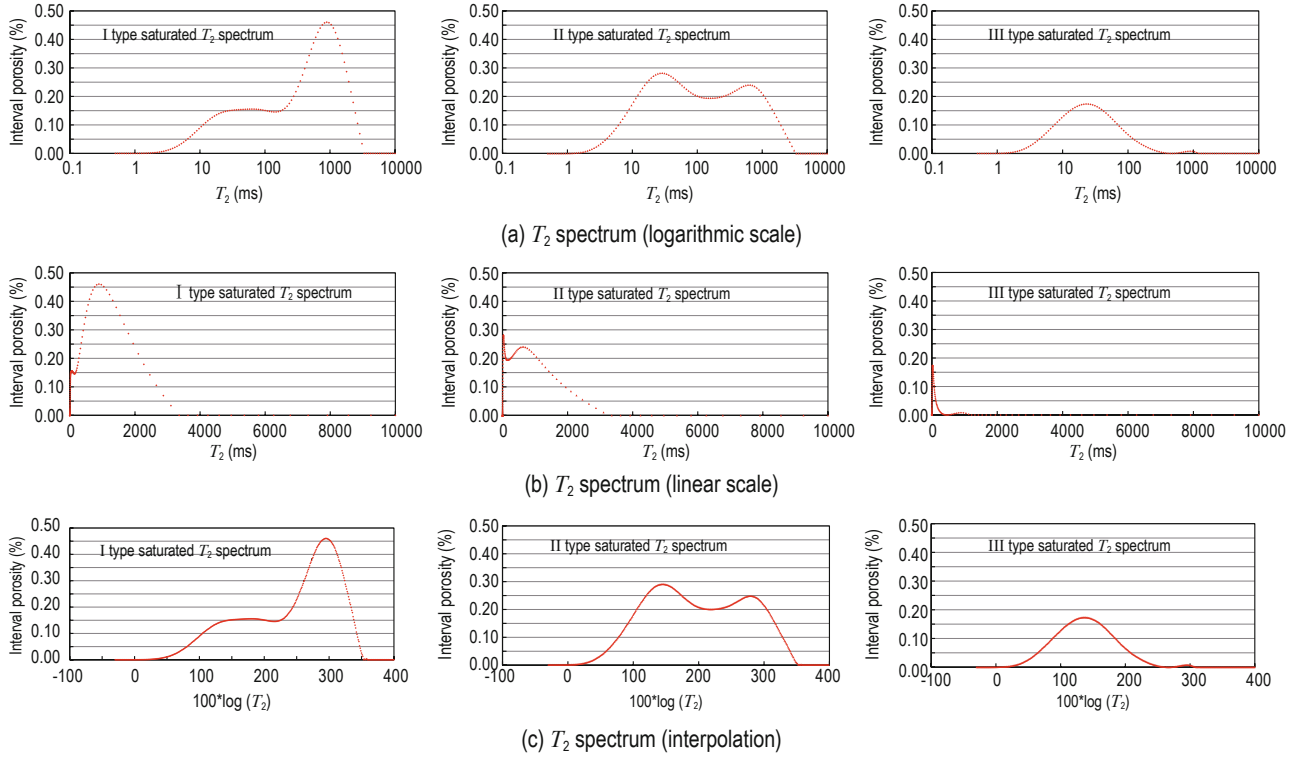 Interval porosity (%)
0.50
0.40
0.30
0.20
0.10
0.00
I type saturated T2 spectrum
0.1 1 10 100 1000 10000
T2 (ms)
Interval porosity (%)
0.50
0.40
0.30
0.20
0.10
0.00
II type saturated T2 spectrum
0.1 1 10 100 1000 10000
T2 (ms)
Interval porosity (%)
0.50
0.40
0.30
0.20
0.10
0.00
III type saturated T2 spectrum
0.1 1 10 100 1000 10000
T2 (ms)
(a) T2 spectrum (logarithmic scale)
Interval porosity (%)
0.50
0.40
0.30
0.20
0.10
0.00
I type saturated T2 spectrum
0 2000 4000 6000 8000 10000
T2 (ms)
Interval porosity (%)
0.50
0.40
0.30
0.20
0.10
0.00
II type saturated T2 spectrum
0 2000 4000 6000 8000 10000
T2 (ms)
Interval porosity (%)
0.50
0.40
0.30
0.20
0.10
0.00
III type saturated T2 spectrum
0 2000 4000 6000 8000 10000
T2 (ms)
(b) T2 spectrum (linear scale)
Interval porosity (%)
0.50
0.40
0.30
0.20
0.10
0.00
I type saturated T2 spectrum
-100 0 100 200 300 400
100*log (T2)
Interval porosity (%)
0.50
0.40
0.30
0.20
0.10
0.00
II type saturated T2 spectrum
-100 0 100 200 300 400
100*log (T2)
Interval porosity (%)
0.50
0.40
0.30
0.20
0.10
0.00
III type saturated T2 spectrum
-100 0 100 200 300 400
100*log (T2)
(c) T2 spectrum (interpolation)